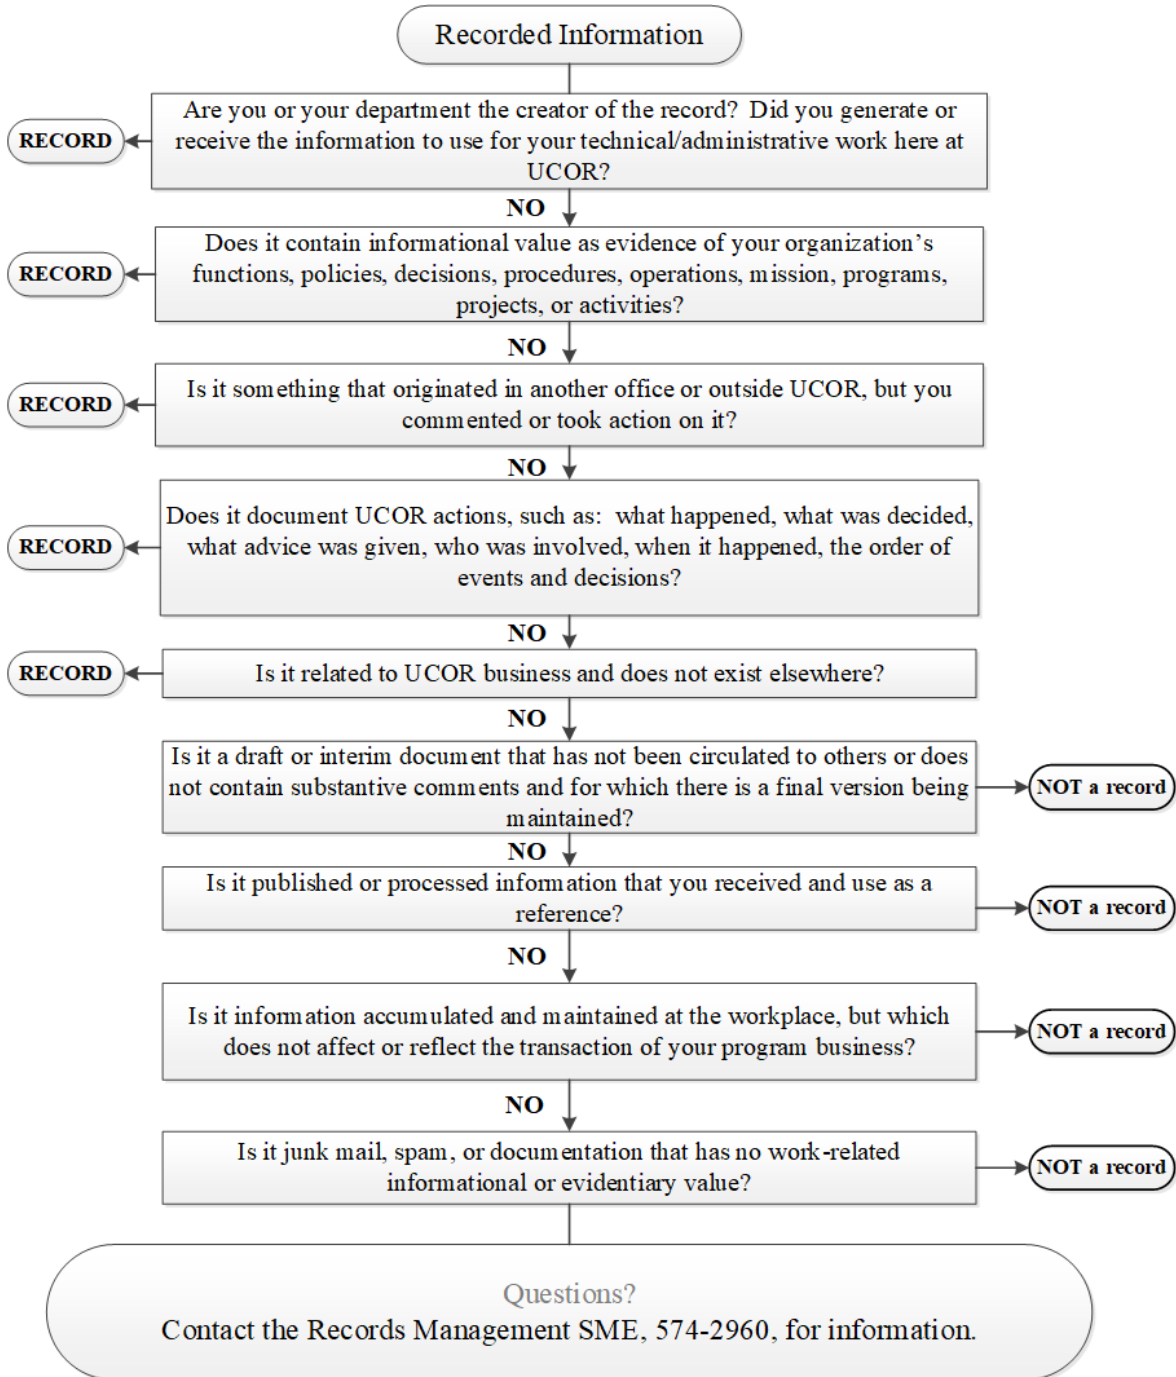 Recorded Information
Are you or your department the creator of the record?  Did you generate or
receive the information to use for your technical/administrative work here at
UCOR?
RECORD
NO
Does it contain informational value as evidence of your organization's
functions, policies, decisions, procedures, operations, mission, programs,
projects, or activities?
RECORD
NO
Is it something that originated in another office or outside UCOR, but you
commented or took action on it?
RECORD
NO
Does it document UCOR actions, such as:  what happened, what was decided,
what advice was given, who was involved, when it happened, the order of
events and decisions?
RECORD
NO
Is it related to UCOR business and does not exist elsewhere?
RECORD
NO
Is it a draft or interim document that has not been circulated to others or does
not contain substantive comments and for which there is a final version being
maintained?
NOT a record
NO
Is it published or processed information that you received and use as a
reference?
NOT a record
NO
Is it information accumulated and maintained at the workplace, but which
does not affect or reflect the transaction of your program business?
NOT a record
NO
Is it junk mail, spam, or documentation that has no work-related
informational or evidentiary value?
NOT a record
Questions?
Contact the Records Management SME, 574-2960, for information.